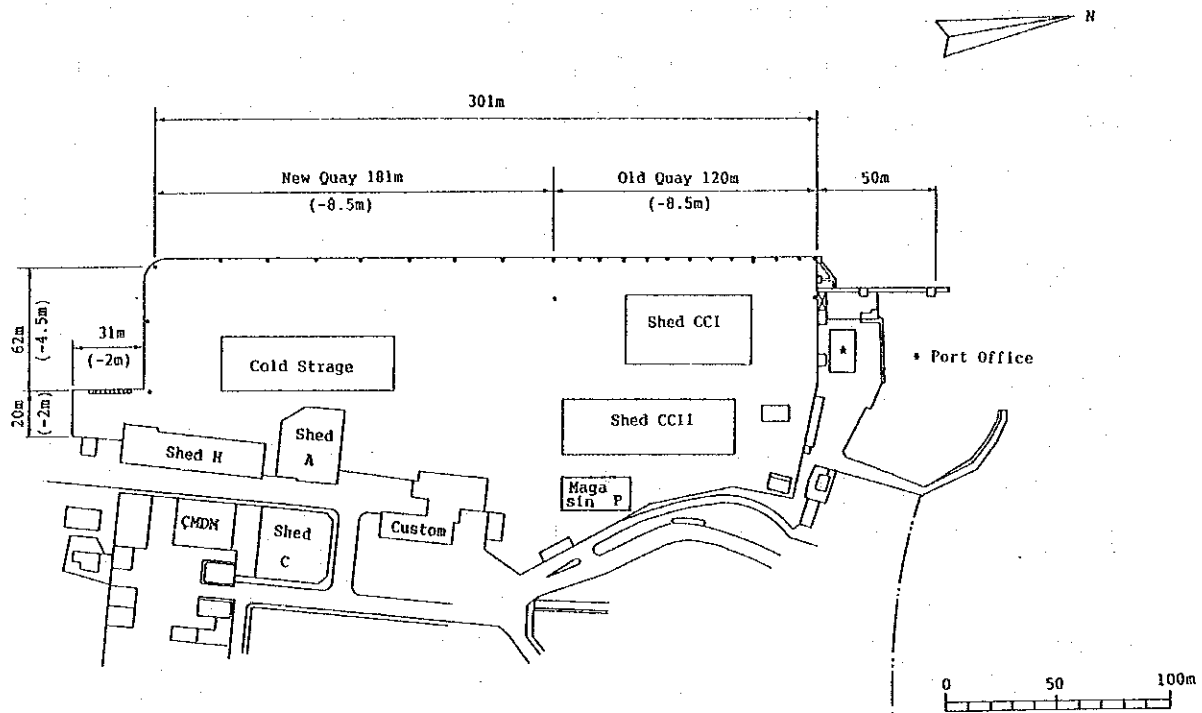 N
301m
New Quay 181m
(-8.5m)
Old Quay 120m
(-8.5m)
50m
62m
(-4.5m)
31m
(-2m)
20m
(-2m)
Shed CCI
Cold Strage
* Port Office
*
Shed CCII
Shed H
Shed
A
Maga
sin P
CMDN
Shed
C
Custom
0 50 100m